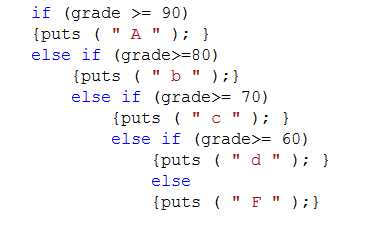 if (grade >= 90)
{puts ( " A " ); }
else if (grade>=80)
{puts ( " b " );}
else if (grade>= 70)
{puts ( " c " ); }
else if (grade>= 60)
{puts ( " d " ); }
else
{puts ( " F " );}